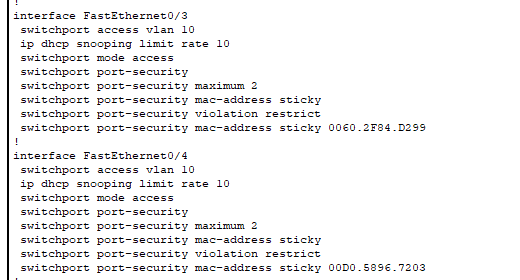 !
interface FastEthernet0/3
switchport access vlan 10
ip dhcp snooping limit rate 10
switchport mode access
switchport port-security
switchport port-security maximum 2
switchport port-security mac-address sticky
switchport port-security violation restrict
switchport port-security mac-address sticky 0060.2F84.D299
!
interface FastEthernet0/4
switchport access vlan 10
ip dhcp snooping limit rate 10
switchport mode access
switchport port-security
switchport port-security maximum 2
switchport port-security mac-address sticky
switchport port-security violation restrict
switchport port-security mac-address sticky 00D0.5896.7203
!